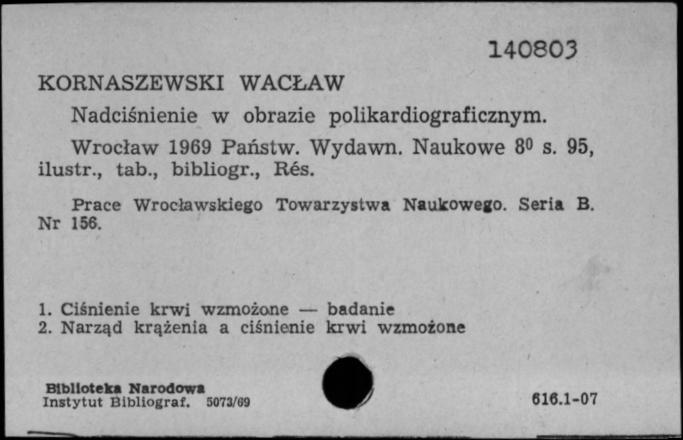 140803
KORNASZEWSKI WACŁAW
Nadciśnienie w obrazie polikardiograficznym.
Wrocław 1969 Państw. Wydawn. Naukowe 8⁰ s. 95,
ilustr., tab., bibliogr., Rés.
Prace Wrocławskiego Towarzystwa Naukowego. Seria B.
Nr 156.
1. Ciśnienie krwi wzmożone — badanie
2. Narząd krążenia a ciśnienie krwi wzmożone
Biblioteka Narodowa
Instytut Bibliograf. 5073/69
616.1-07